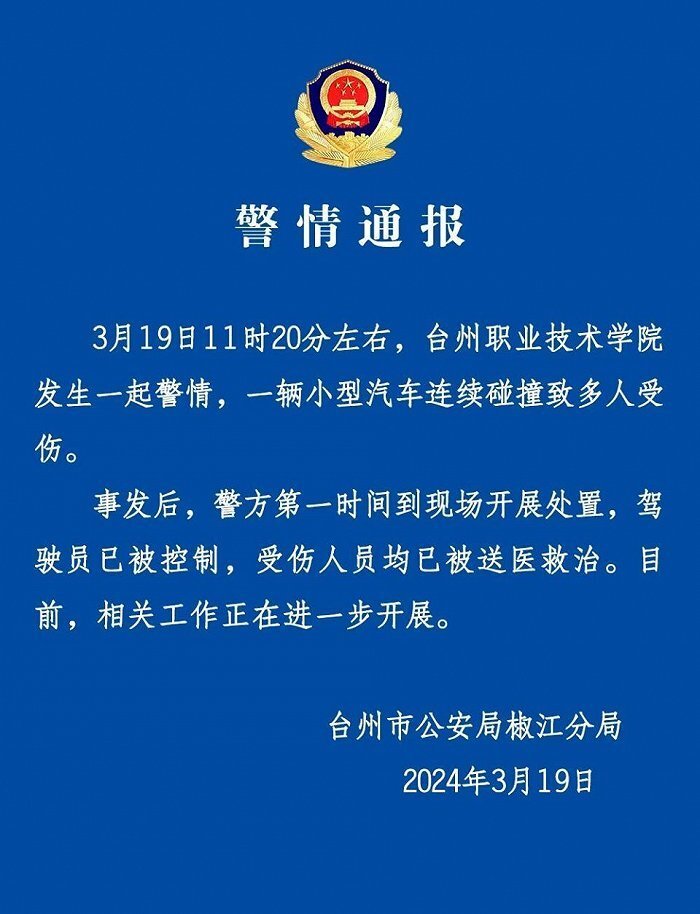 警情通报
3月19日11时20分左右，台州职业技术学院
发生一起警情，一辆小型汽车连续碰撞致多人受
伤。
事发后，警方第一时间到现场开展处置，驾
驶员已被控制，受伤人员均已被送医救治。目
前，相关工作正在进一步开展。
台州市公安局椒江分局
2024年3月19日